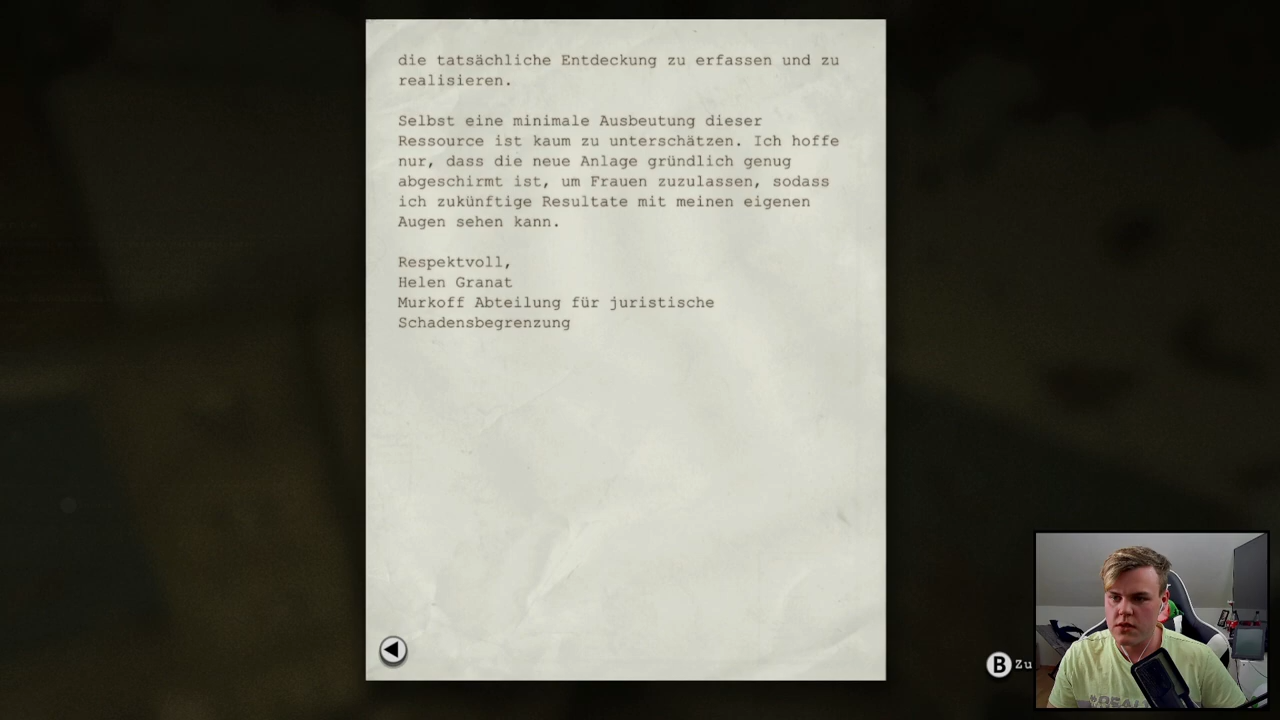 die tatsächliche Entdeckung zu erfassen und zu
realisieren.
Selbst eine minimale Ausbeutung dieser
Ressource ist kaum zu unterschätzen. Ich hoffe
nur, dass die neue Anlage gründlich genug
abgeschirmt ist, um Frauen zuzulassen, sodass
ich zukünftige Resultate mit meinen eigenen
Augen sehen kann.
Respektvoll,
Helen Granat
Murkoff Abteilung für juristische
Schadensbegrenzung
B Zu